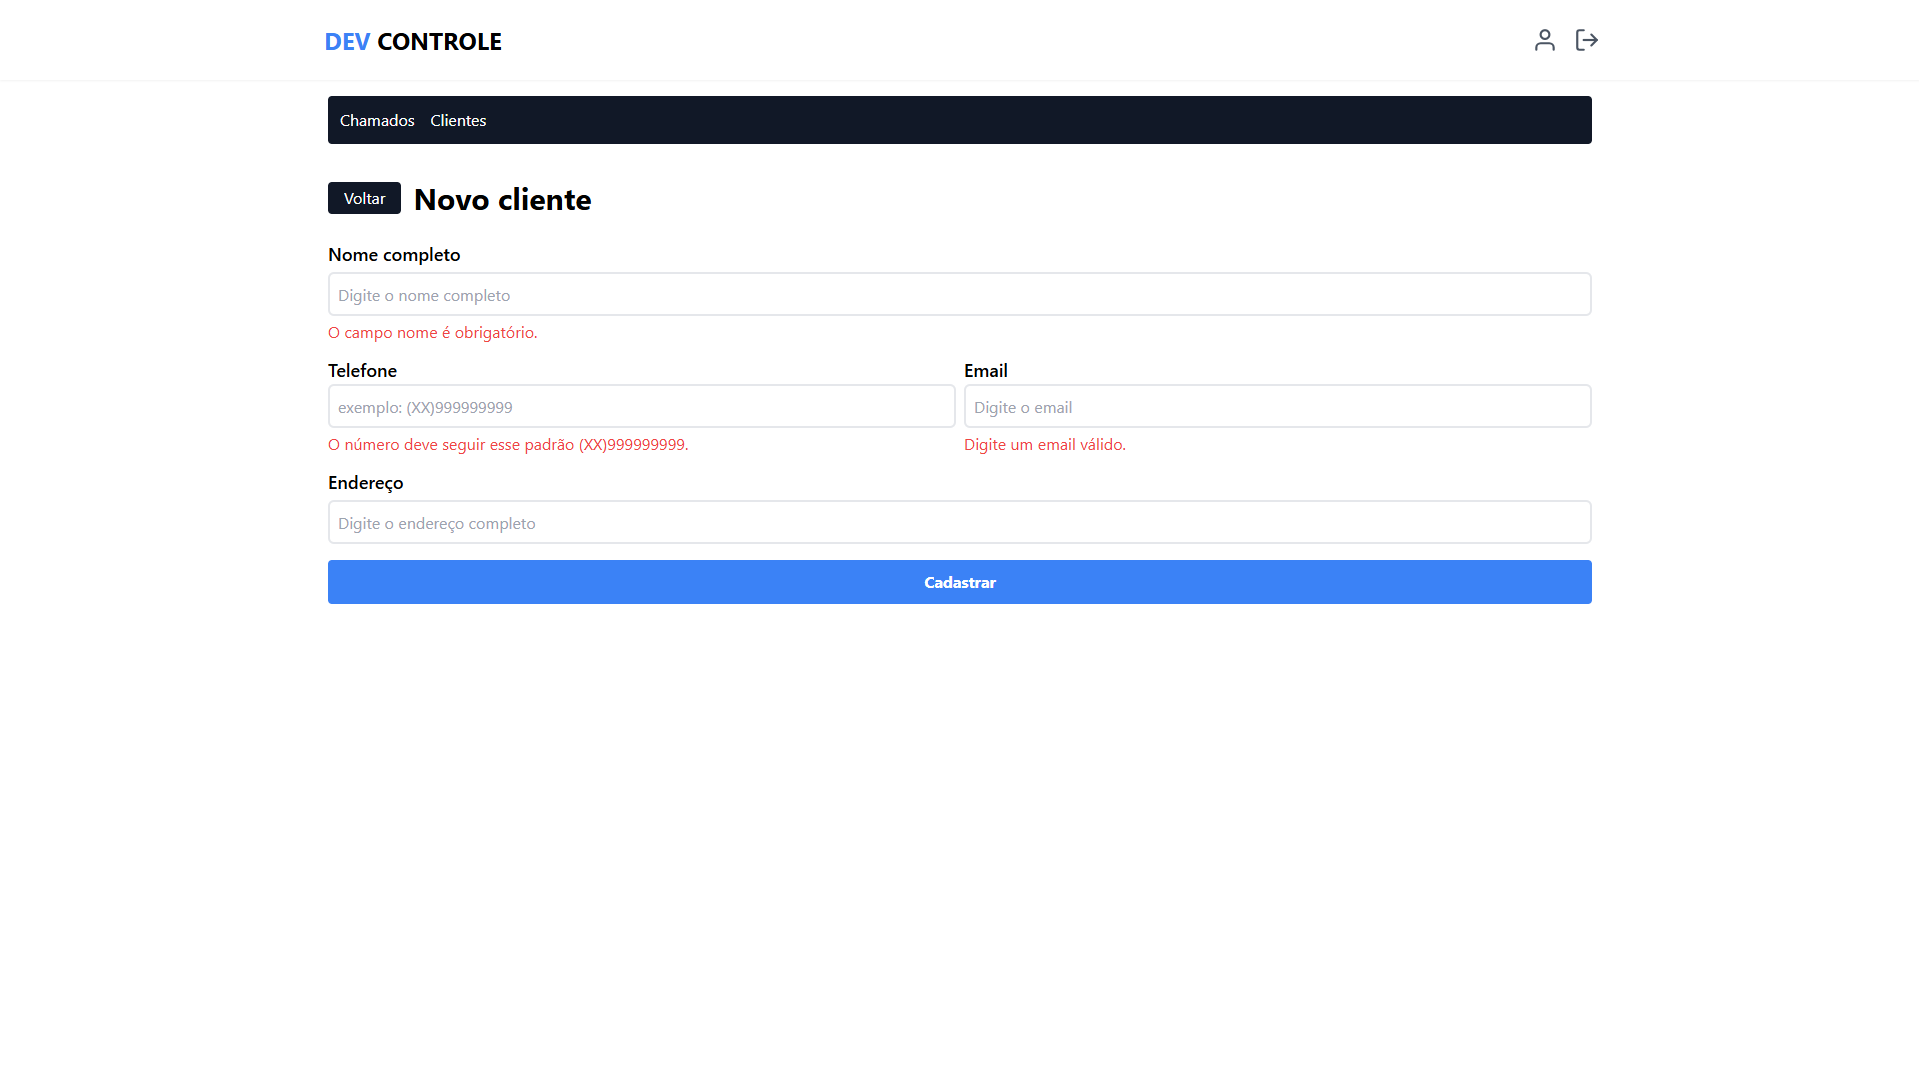 DEV CONTROLE
Chamados Clientes
Voltar Novo cliente
Nome completo
Digite o nome completo
O campo nome é obrigatório.
Telefone Email
exemplo: (XX)999999999 Digite o email
O número deve seguir esse padrão (XX)999999999. Digite um email válido.
Endereço
Digite o endereço completo
Cadastrar